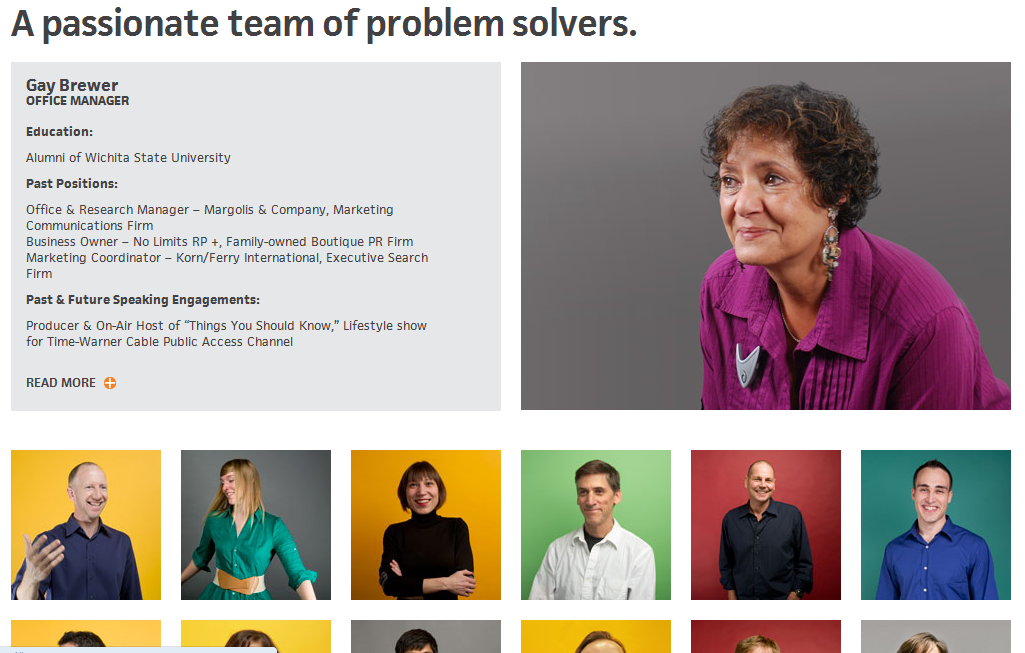 A passionate team of problem solvers.
Gay Brewer
OFFICE MANAGER
Education:
Alumni of Wichita State University
Past Positions:
Office & Research Manager – Margolis & Company, Marketing
Communications Firm
Business Owner – No Limits RP +, Family-owned Boutique PR Firm
Marketing Coordinator – Korn/Ferry International, Executive Search
Firm
Past & Future Speaking Engagements:
Producer & On-Air Host of “Things You Should Know,” Lifestyle show
for Time-Warner Cable Public Access Channel
READ MORE